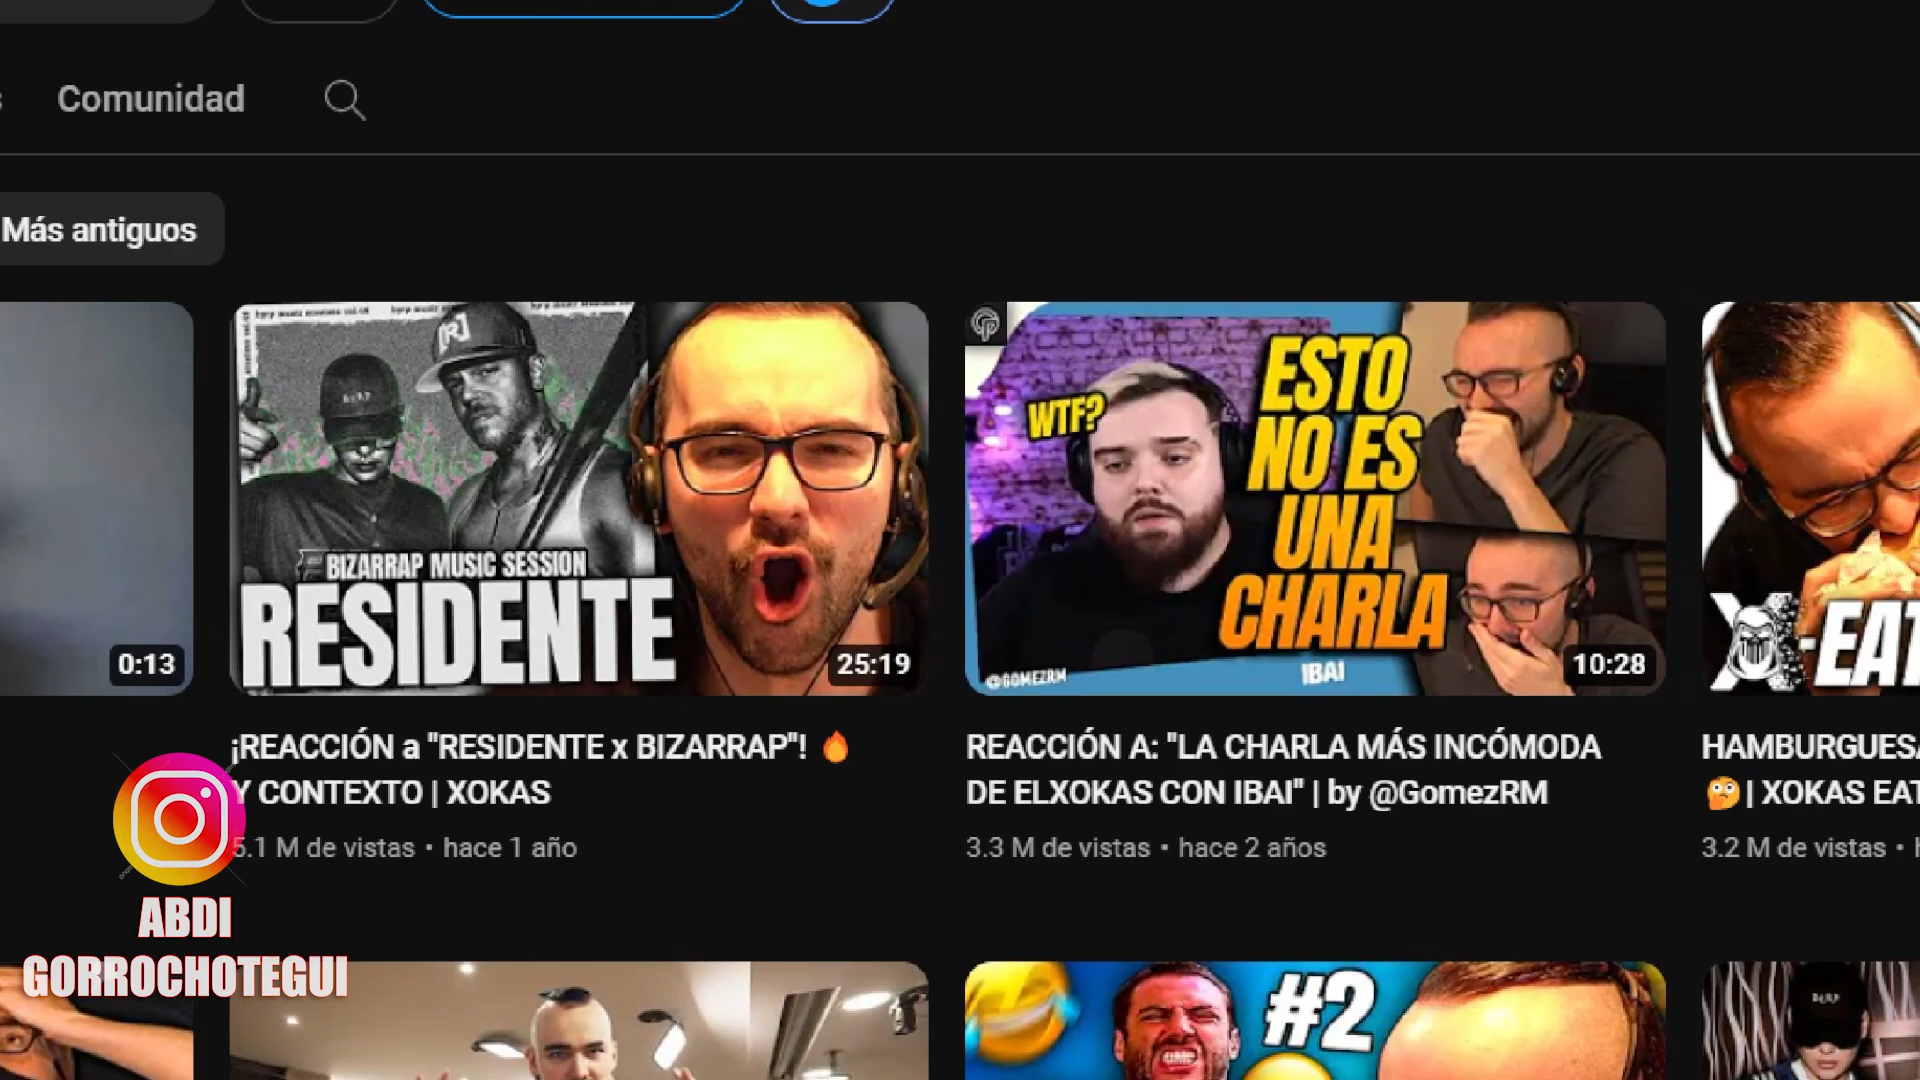 Comunidad
Más antiguos
0:13
[R]
BIZARRAP MUSIC SESSION
RESIDENTE
25:19
WTF?
ESTO
NO ES
UNA
CHARLA
@GOMEZRM
IBAI
10:28
X-EAT
¡REACCIÓN a "RESIDENTE x BIZARRAP"! 🔥
Y CONTEXTO | XOKAS
5.1 M de vistas • hace 1 año
REACCIÓN A: "LA CHARLA MÁS INCÓMODA
DE ELXOKAS CON IBAI" | by @GomezRM
3.3 M de vistas • hace 2 años
HAMBURGUESA
🤔 | XOKAS EAT
3.2 M de vistas •
ABDI
GORROCHOTEGUI
#2